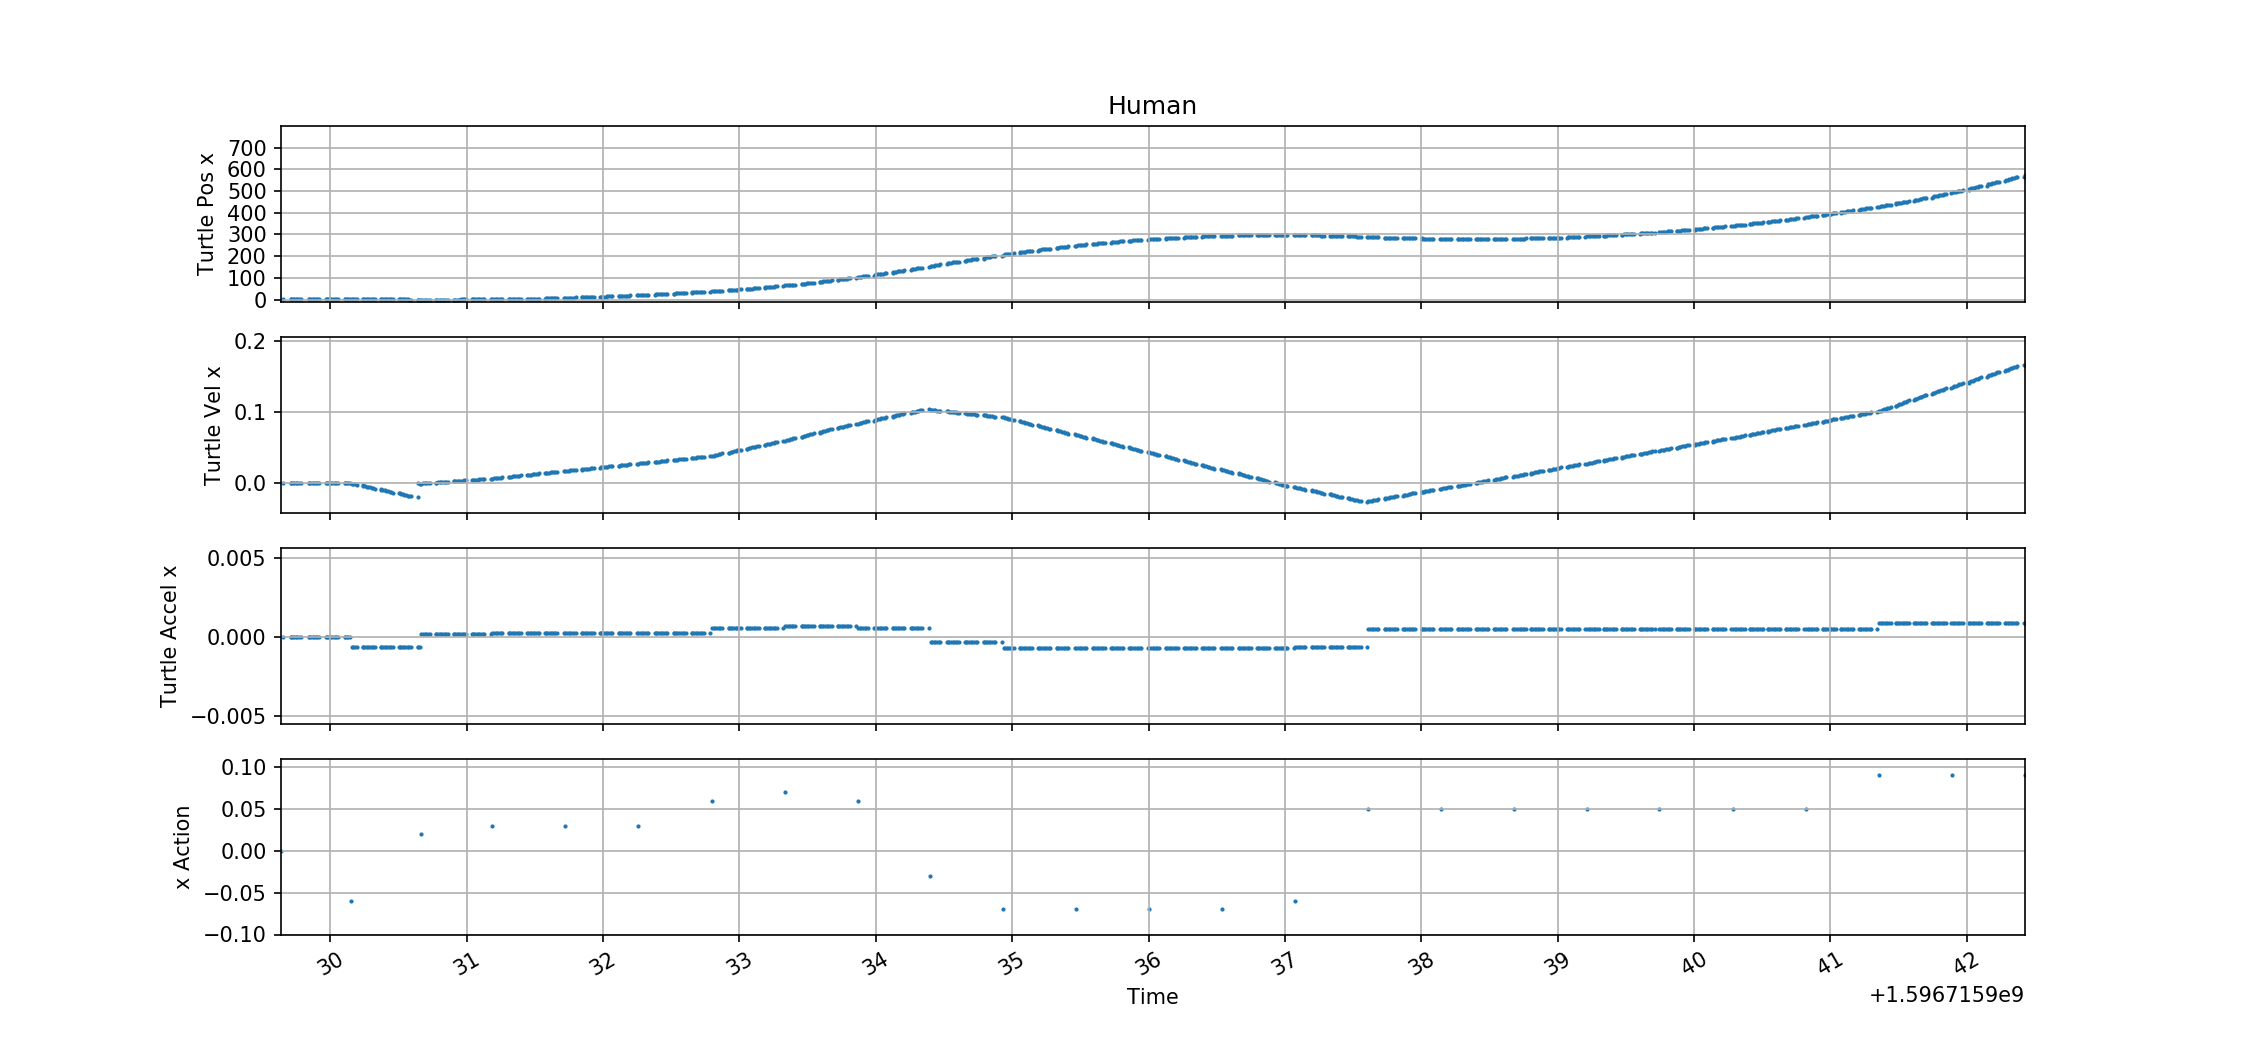 Human
Turtle Pos x
700
600
500
400
300
200
100
0
Turtle Vel x
0.2
0.1
0.0
Turtle Accel x
0.005
0.000
−0.005
x Action
0.10
0.05
0.00
−0.05
−0.10
30 31 32 33 34 35 36 37 38 39 40 41 42
Time
+1.5967159e9